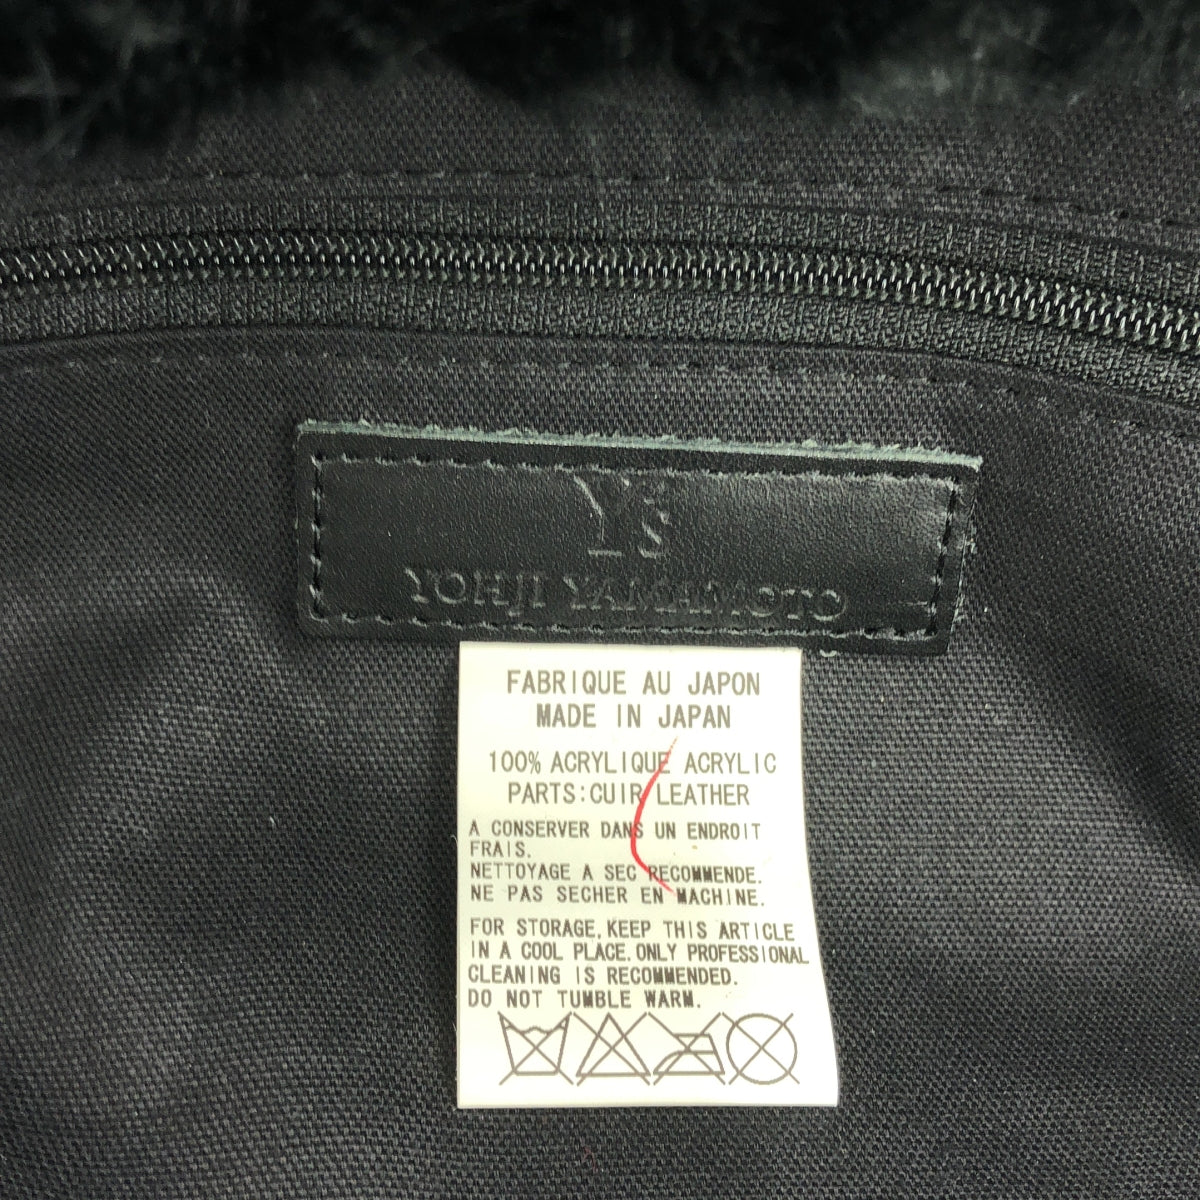 Y's
YOHJI YAMAMOTO
FABRIQUE AU JAPON
MADE IN JAPAN
100% ACRYLIQUE ACRYLIC
PARTS:CUIR LEATHER
A CONSERVER DANS UN ENDROIT
FRAIS.
NETTOYAGE A SEC RECOMMENDE.
NE PAS SECHER EN MACHINE.
FOR STORAGE, KEEP THIS ARTICLE
IN A COOL PLACE. ONLY PROFESSIONAL
CLEANING IS RECOMMENDED.
DO NOT TUMBLE WARM.